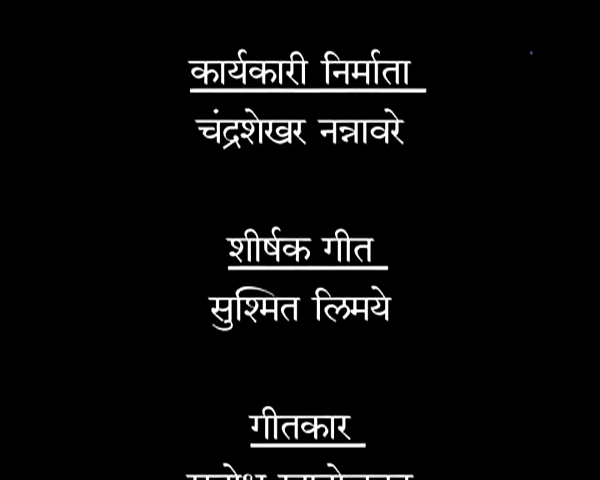 कार्यकारी निर्माता
चंद्रशेखर नन्नावरे
शीर्षक गीत
सुश्मित लिमये
गीतकार